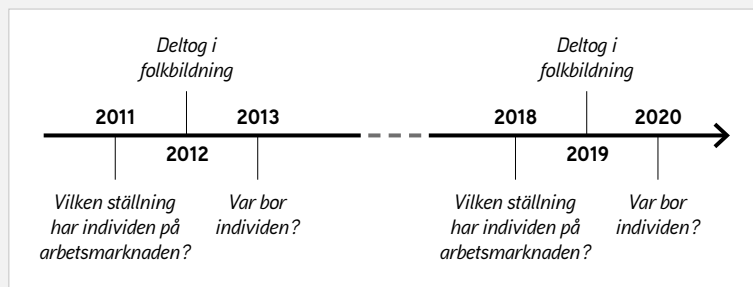 Deltog i
folkbildning
Deltog i
folkbildning
2011
2013
2018
2020
2012
2019
Vilken ställning
har individen på
arbetsmarknaden?
Var bor
individen?
Vilken ställning
har individen på
arbetsmarknaden?
Var bor
individen?